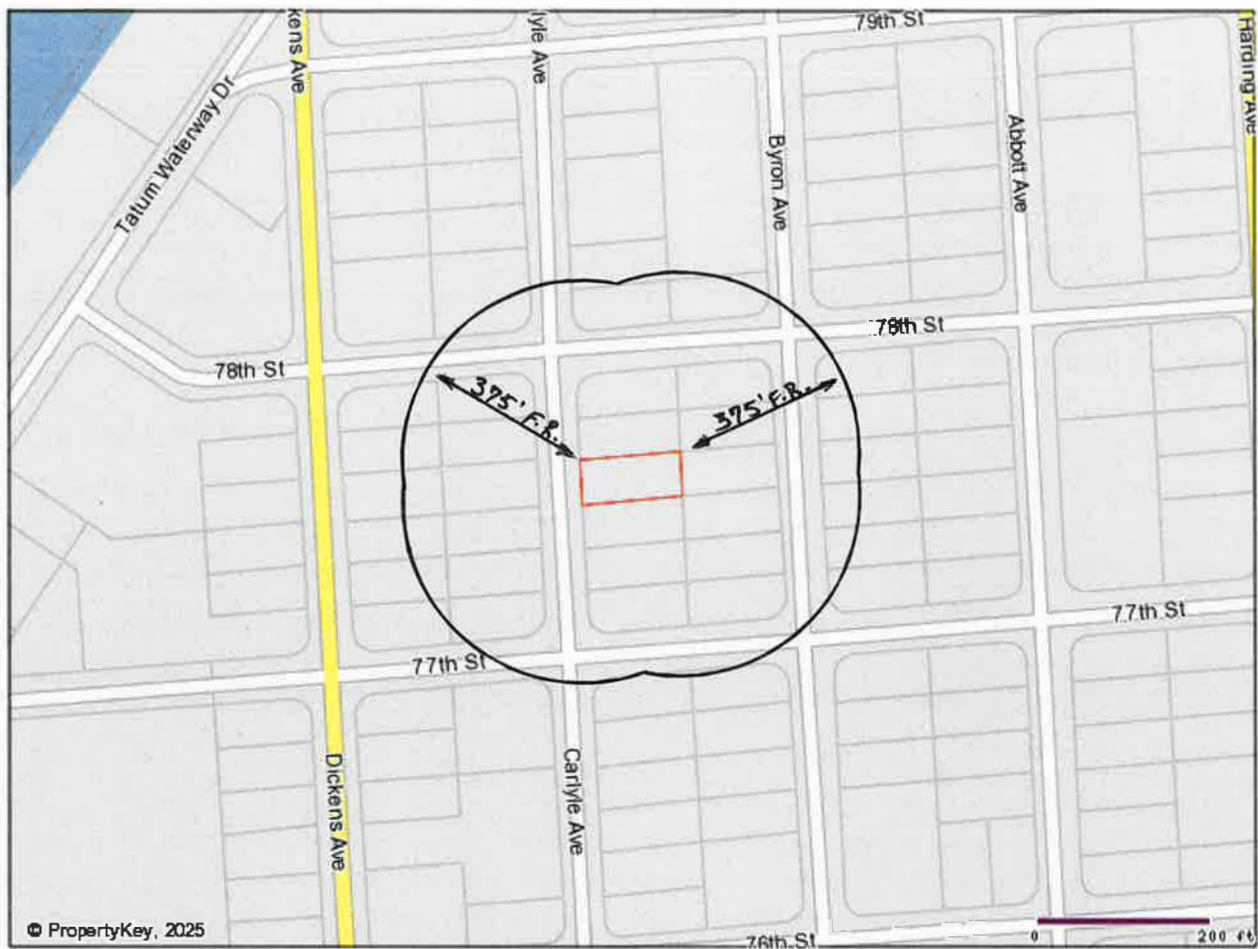 79th St
kens Ave
lyle Ave
Harding Ave
Tatum Waterway Dr
Byron Ave
Abbott Ave
78th St
78th St
375' F.R.
375' F.R.
77th St
77th St
Dickens Ave
Carlyle Ave
© PropertyKey, 2025
76th St
0 200 ft